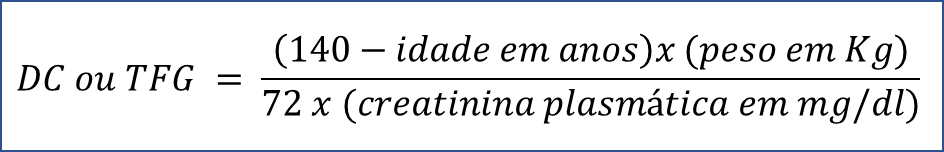 DC ou TFG = (140 − idade em anos)x (peso em Kg)
72 x (creatinina plasmática em mg/dl)